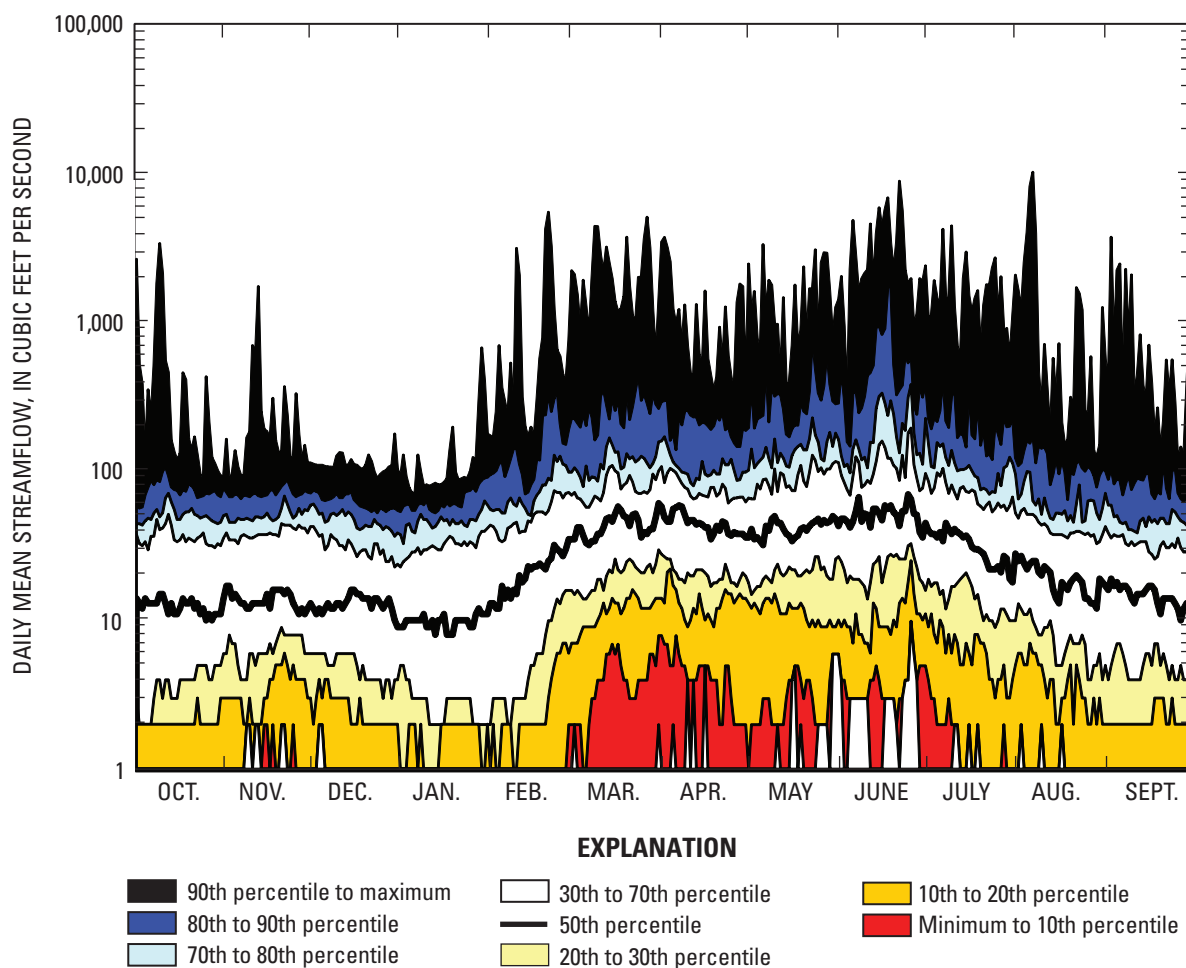 DAILY MEAN STREAMFLOW, IN CUBIC FEET PER SECOND
100,000
10,000
1,000
100
10
1
OCT. NOV. DEC. JAN. FEB. MAR. APR. MAY JUNE JULY AUG. SEPT.
EXPLANATION
90th percentile to maximum
80th to 90th percentile
70th to 80th percentile
30th to 70th percentile
50th percentile
20th to 30th percentile
10th to 20th percentile
Minimum to 10th percentile